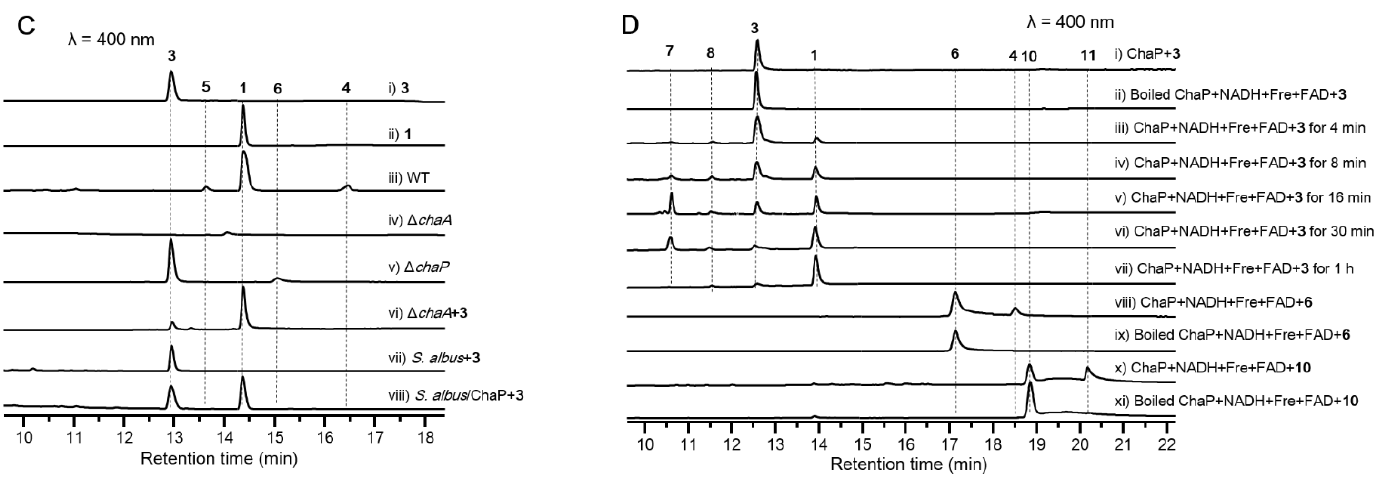 C
λ = 400 nm
3
5
1
6
4
i) 3
ii) 1
iii) WT
iv) ΔchaA
v) ΔchaP
vi) ΔchaA+3
vii) S. albus+3
viii) S. albus/ChaP+3
10 11 12 13 14 15 16 17 18
Retention time (min)
D
λ = 400 nm
7 8 3 1 6 4 10 11
i) ChaP+3
ii) Boiled ChaP+NADH+Fre+FAD+3
iii) ChaP+NADH+Fre+FAD+3 for 4 min
iv) ChaP+NADH+Fre+FAD+3 for 8 min
v) ChaP+NADH+Fre+FAD+3 for 16 min
vi) ChaP+NADH+Fre+FAD+3 for 30 min
vii) ChaP+NADH+Fre+FAD+3 for 1 h
viii) ChaP+NADH+Fre+FAD+6
ix) Boiled ChaP+NADH+Fre+FAD+6
x) ChaP+NADH+Fre+FAD+10
xi) Boiled ChaP+NADH+Fre+FAD+10
10 11 12 13 14 15 16 17 18 19 20 21 22
Retention time (min)